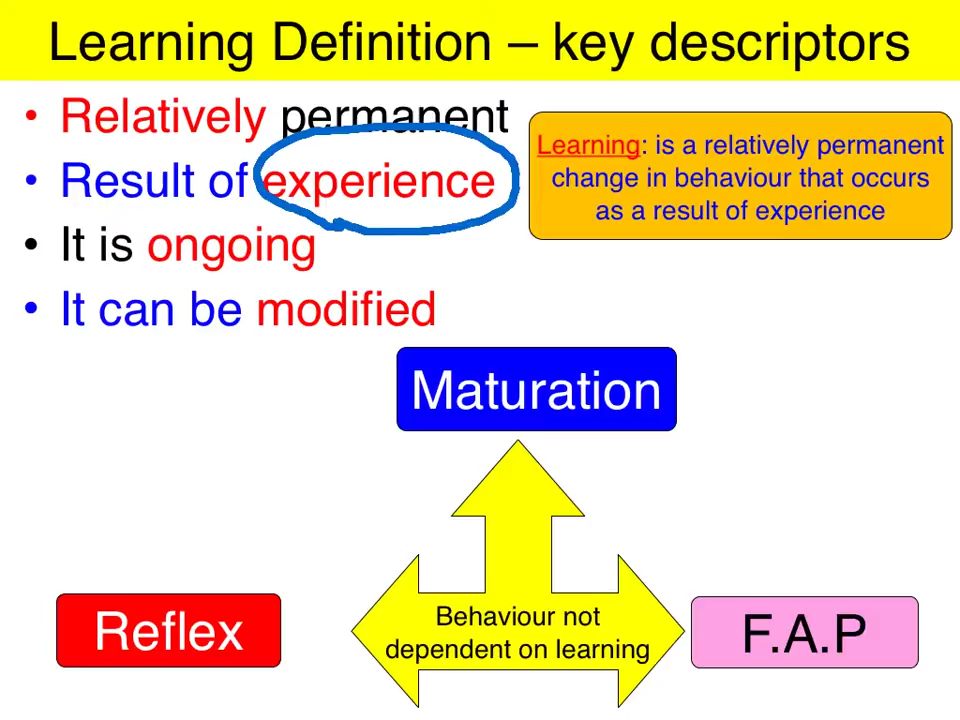 Learning Definition – key descriptors
• Relatively permanent
• Result of experience
• It is ongoing
• It can be modified
Learning: is a relatively permanent
change in behaviour that occurs
as a result of experience
Maturation
Reflex
Behaviour not
dependent on learning
F.A.P